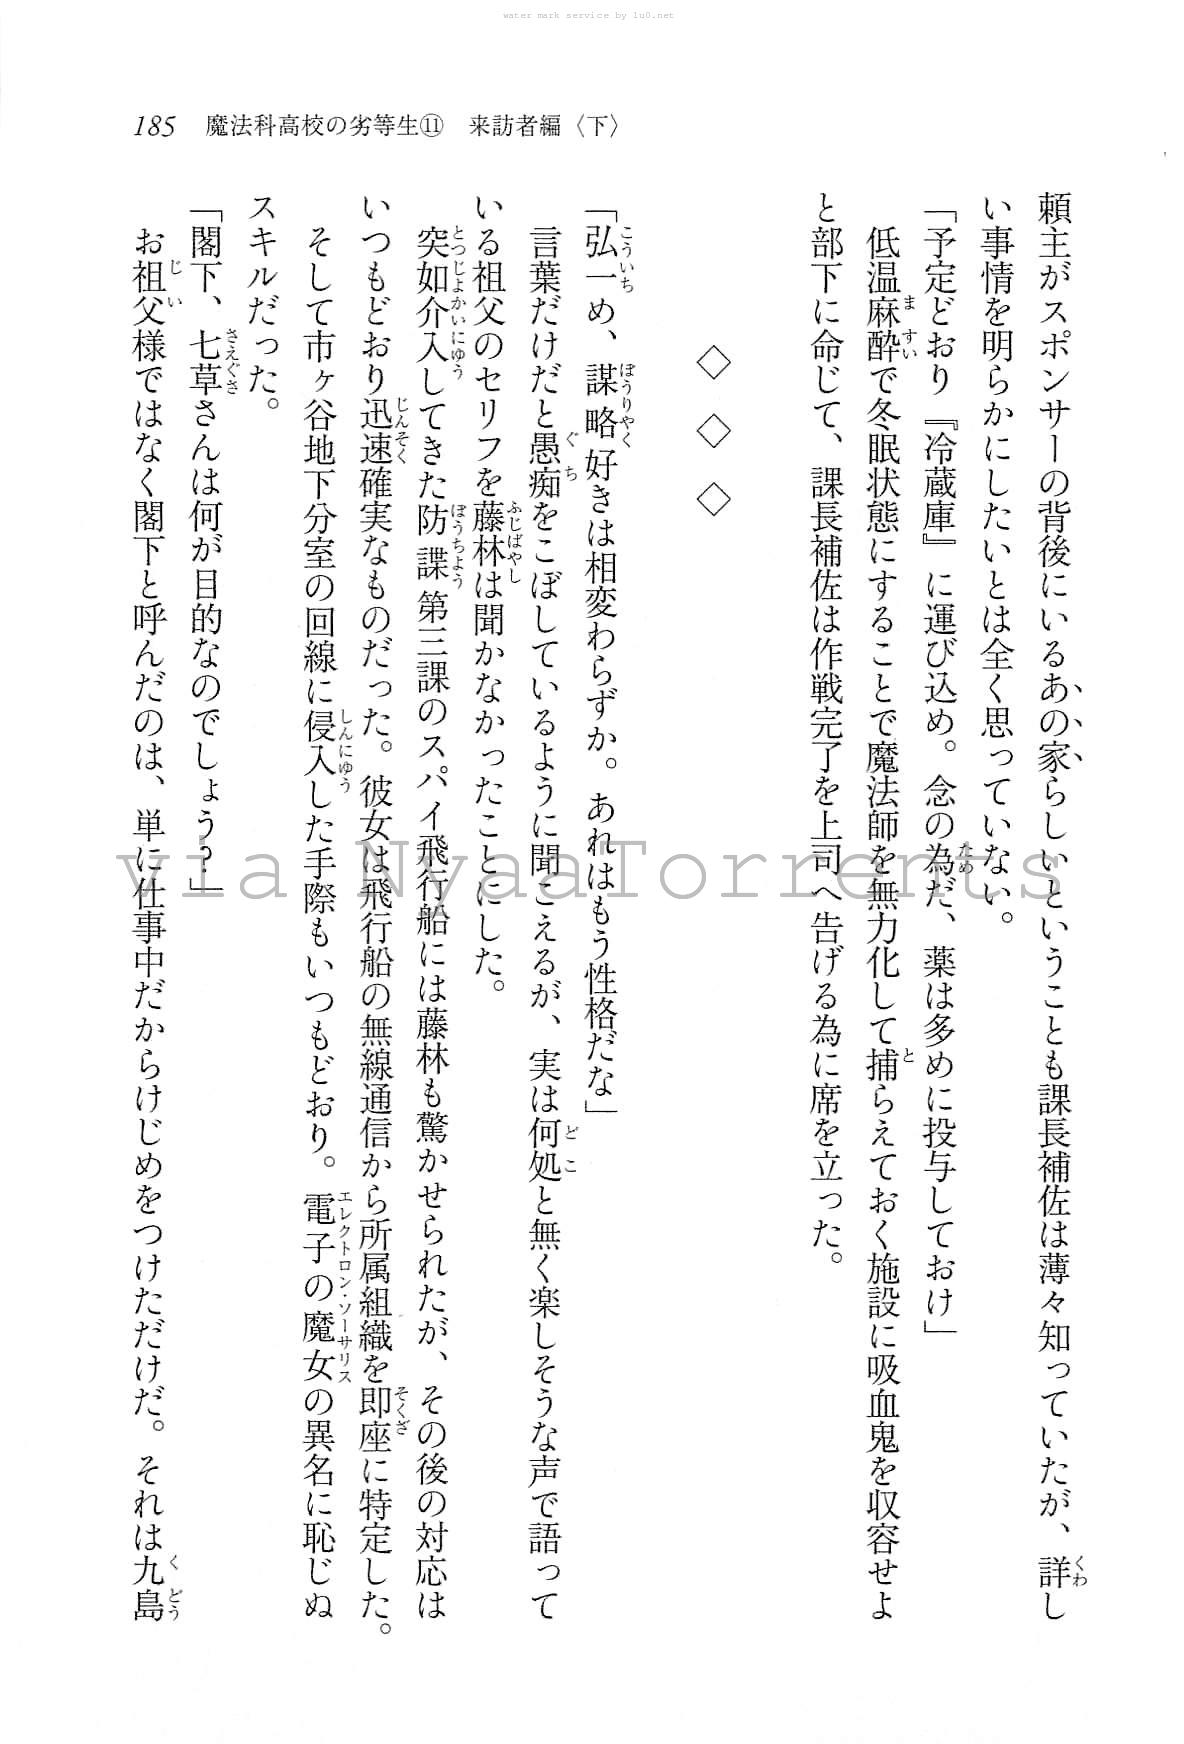 water mark service by lu0.net
185 魔法科高校の劣等生⑪ 来訪者編〈下〉
頼主がスポンサーの背後にいるあの家らしいということも課長補佐は薄々知っていたが、詳し
い事情を明らかにしたいとは全く思っていない。
「予定どおり『冷蔵庫』に運び込め。念の為だ、薬は多めに投与しておけ」
低温麻酔で冬眠状態にすることで魔法師を無力化して捕らえておく施設に吸血鬼を収容せよ
と部下に命じて、課長補佐は作戦完了を上司へ告げる為に席を立った。
◇ ◇ ◇
「弘一め、謀略好きは相変わらずか。あれはもう性格だな」
言葉だけだと愚痴をこぼしているように聞こえるが、実は何処と無く楽しそうな声で語って
いる祖父のセリフを藤林は聞かなかったことにした。
突如介入してきた防諜第三課のスパイ飛行船には藤林も驚かせられたが、その後の対応は
いつもどおり迅速確実なものだった。彼女は飛行船の無線通信から所属組織を即座に特定した。
そして市ヶ谷地下分室の回線に侵入した手際もいつもどおり。電子の魔女の異名に恥じぬ
スキルだった。
「閣下、七草さんは何が目的なのでしょう？」
お祖父様ではなく閣下と呼んだのは、単に仕事中だからけじめをつけただけだ。それは九島
via NyaaTorrents